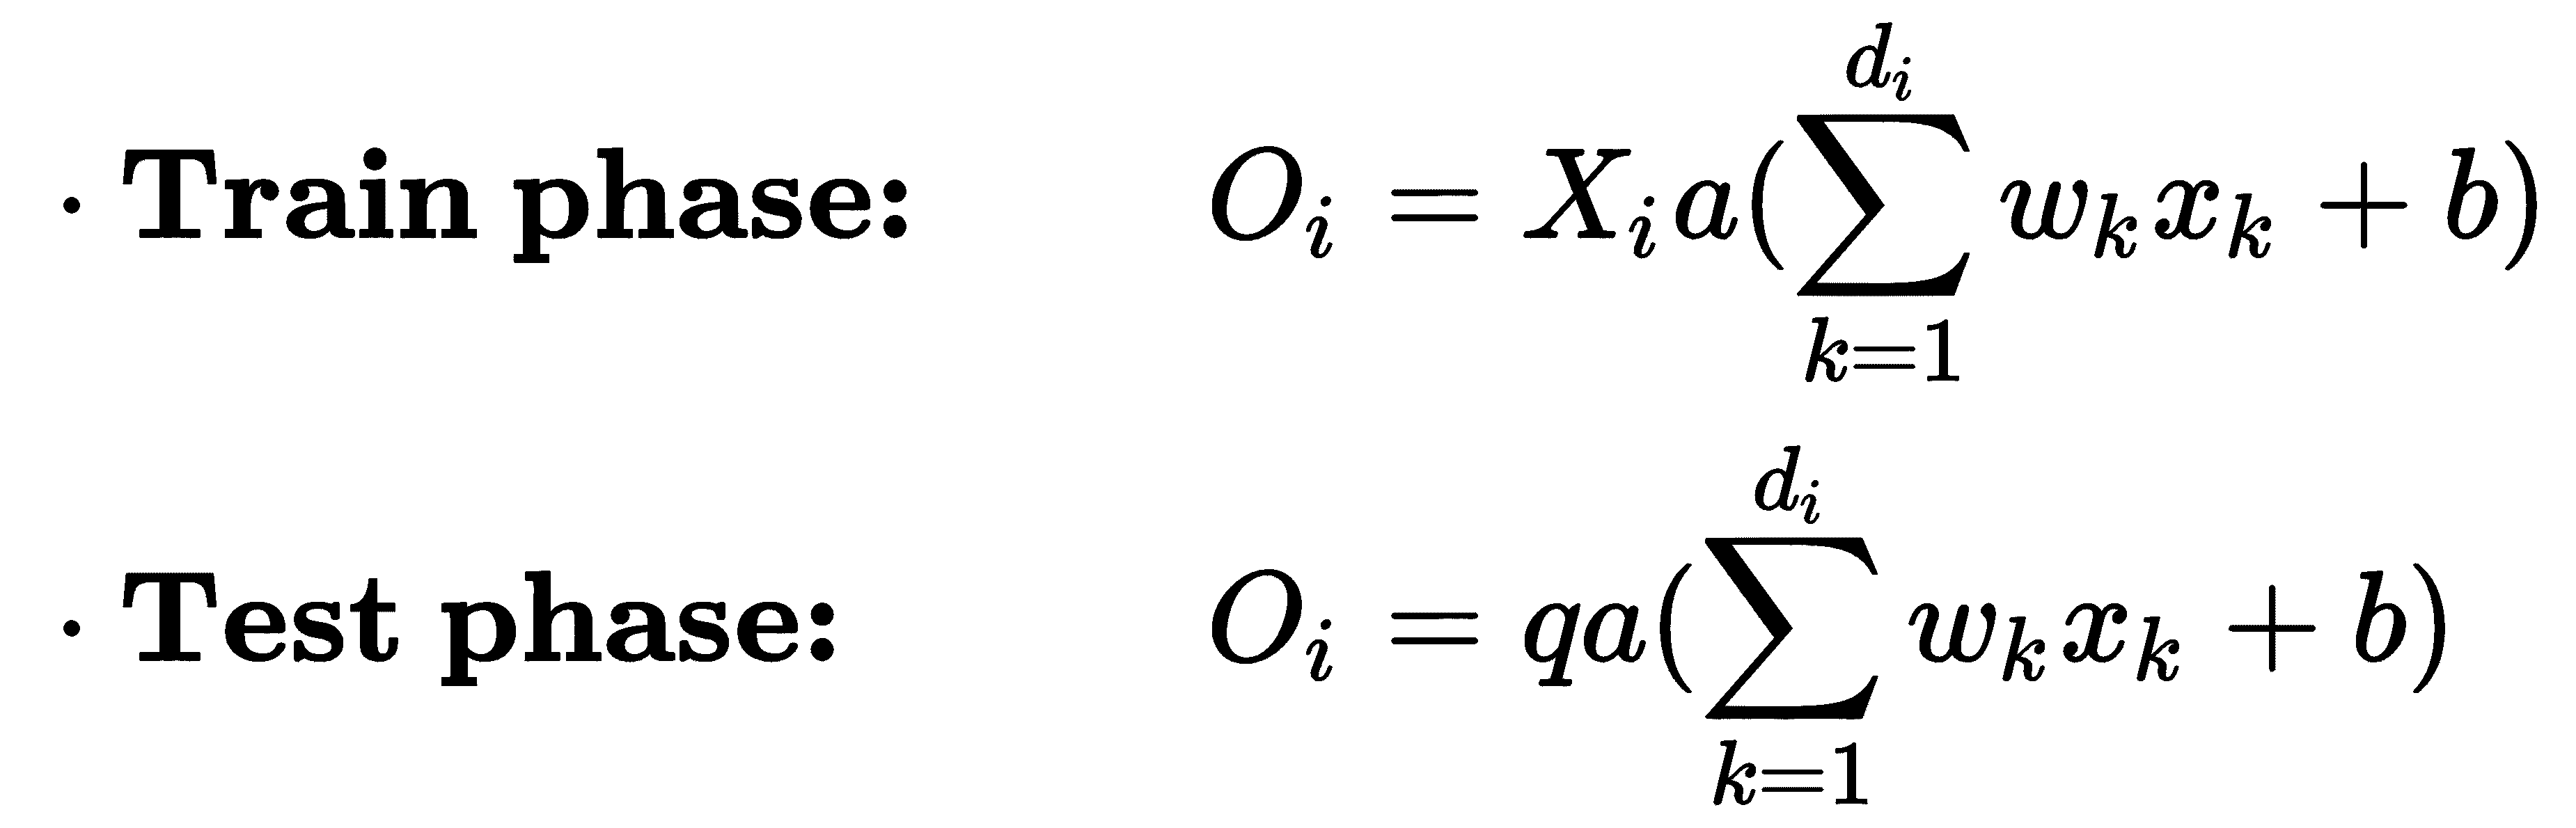 · Train phase: $O_i = X_i a(\sum_{k=1}^{d_i} w_k x_k + b)$
· Test phase: $O_i = qa(\sum_{k=1}^{d_i} w_k x_k + b)$